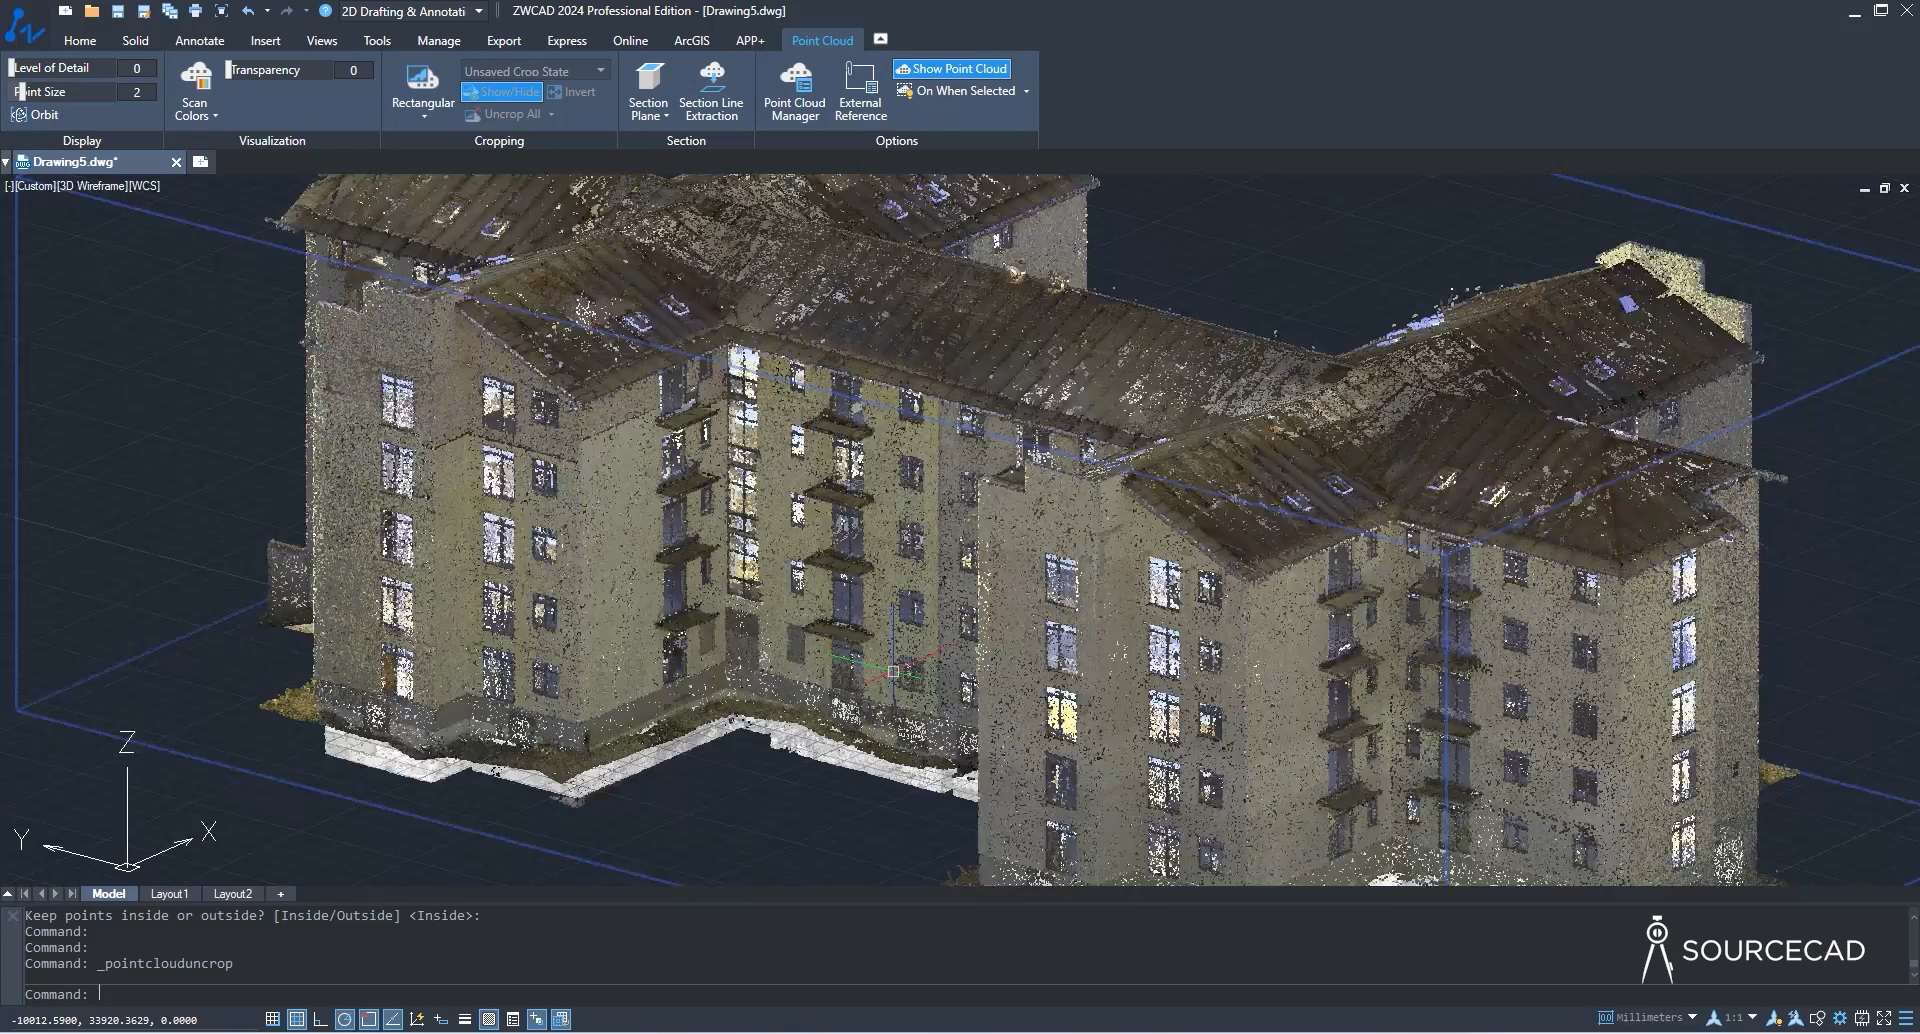 2D Drafting & Annotati
ZWCAD 2024 Professional Edition - [Drawing5.dwg]
Home Solid Annotate Insert Views Tools Manage Export Express Online ArcGIS APP+ Point Cloud
Level of Detail 0
Point Size 2
Orbit
Display
Scan
Colors
Transparency 0
Visualization
Rectangular
Unsaved Crop State
Show/Hide Invert
Uncrop All
Cropping
Section
Plane
Section Line
Extraction
Section
Point Cloud
Manager
External
Reference
Show Point Cloud
On When Selected
Options
Drawing5.dwg*
[-][Custom][3D Wireframe][WCS]
Z
Y
X
Model Layout1 Layout2 +
Keep points inside or outside? [Inside/Outside] <Inside>:
Command:
Command:
Command: _pointclouduncrop
Command:
SOURCECAD
-10012.5900, 33920.3629, 0.0000
Millimeters
1:1